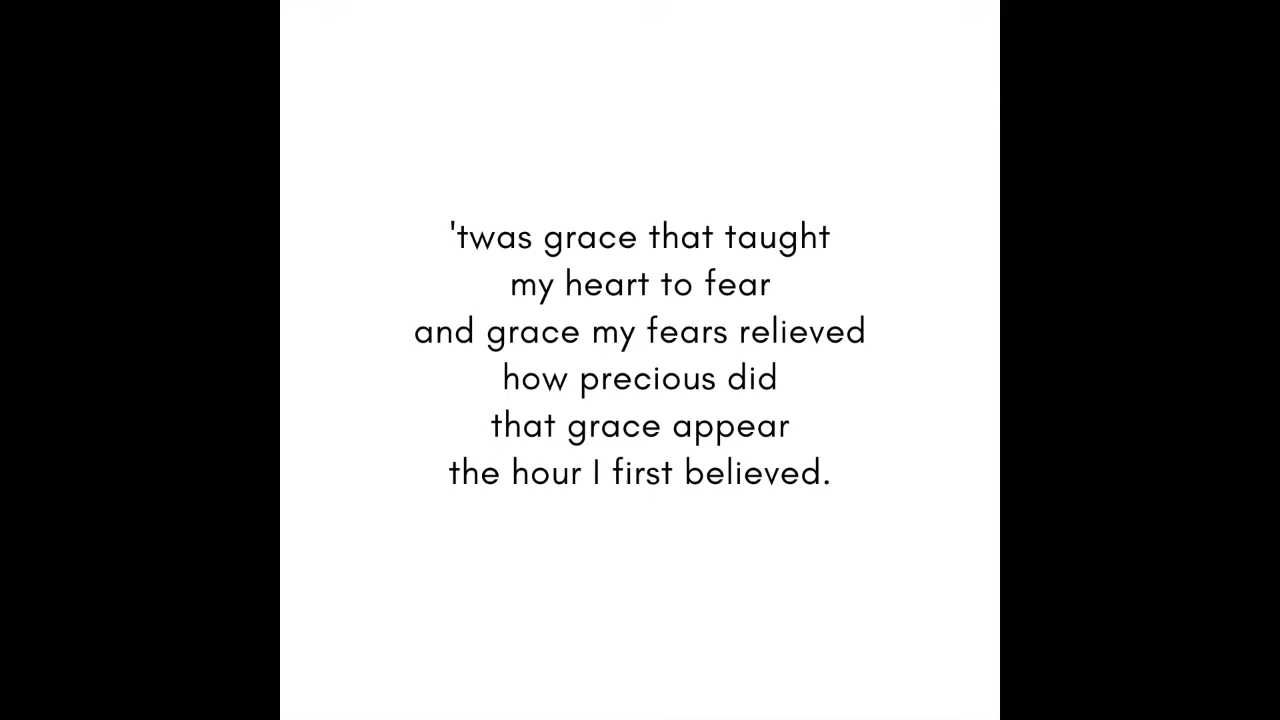 'twas grace that taught
my heart to fear
and grace my fears relieved
how precious did
that grace appear
the hour I first believed.